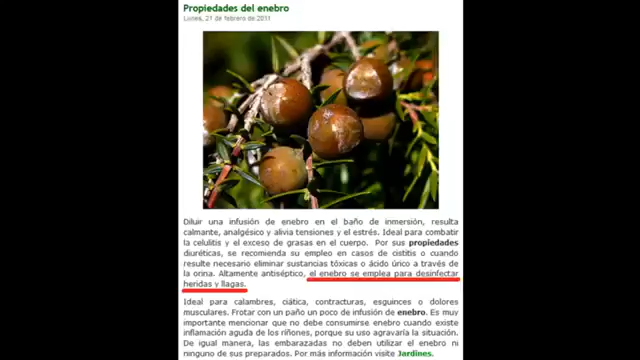 Propiedades del enebro
Lunes, 21 de febrero de 2011
Diluir una infusión de enebro en el baño de inmersión, resulta
calmante, analgésico y alivia tensiones y el estrés. Ideal para combatir
la celulitis y el exceso de grasas en el cuerpo. Por sus propiedades
diuréticas, se recomienda su empleo en casos de cistitis o cuando
resulte necesario eliminar sustancias tóxicas o ácido úrico a través de
la orina. Altamente antiséptico, el enebro se emplea para desinfectar
heridas y llagas.
Ideal para calambres, ciática, contracturas, esguinces o dolores
musculares. Frotar con un paño un poco de infusión de enebro. Es muy
importante mencionar que no debe consumirse enebro cuando existe
inflamación aguda de los riñones, porque su uso agravaría la situación.
De igual manera, las embarazadas no deben utilizar el enebro ni
ninguno de sus preparados. Por más información visite Jardines.